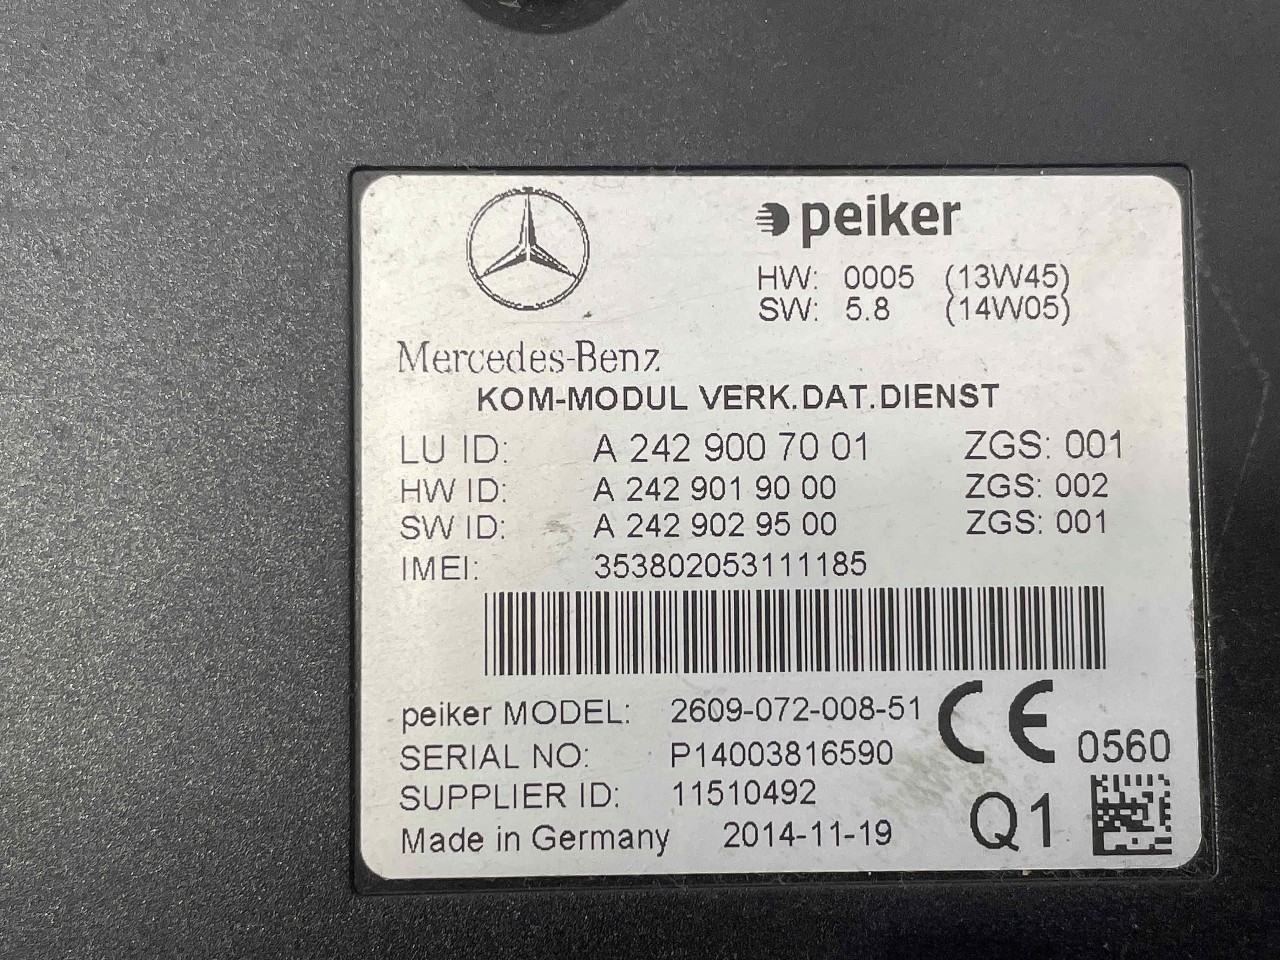 peiker
HW: 0005 (13W45)
SW: 5.8 (14W05)
Mercedes-Benz
KOM-MODUL VERK.DAT.DIENST
LU ID: A 242 900 70 01 ZGS: 001
HW ID: A 242 901 90 00 ZGS: 002
SW ID: A 242 902 95 00 ZGS: 001
IMEI: 353802053111185
peiker MODEL: 2609-072-008-51 CE
SERIAL NO: P14003816590 0560
SUPPLIER ID: 11510492
Made in Germany 2014-11-19 Q1